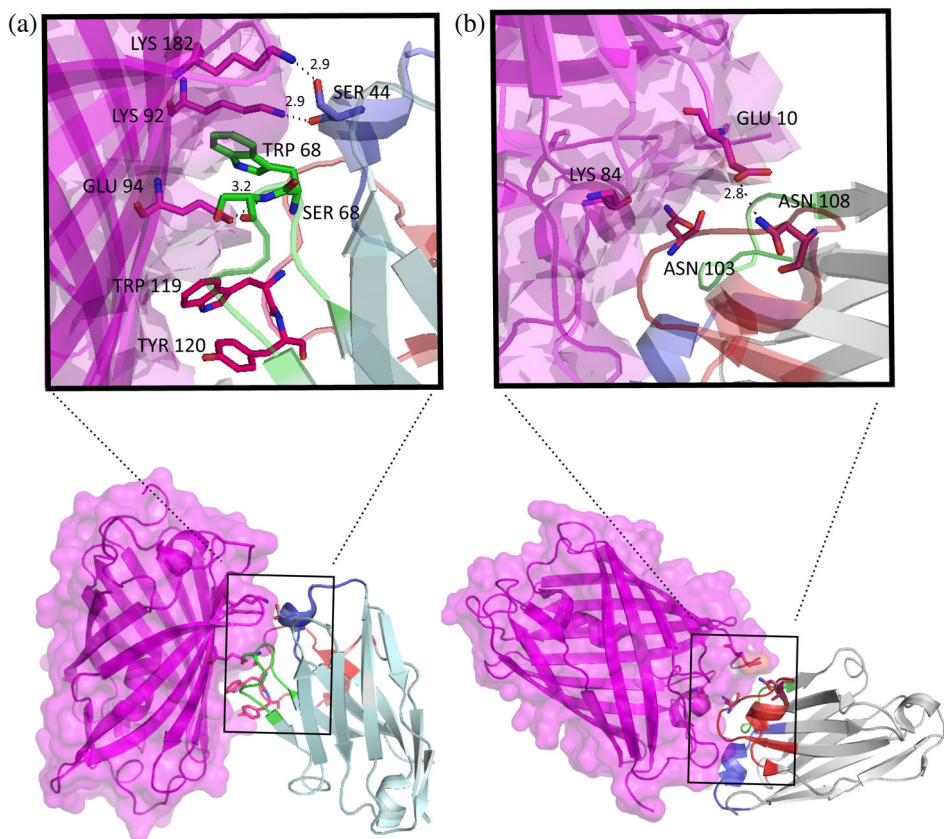 (a)
LYS 182
2.9
SER 44
LYS 92
2.9
TRP 68
GLU 94
3.2
SER 68
TRP 119
TYR 120
(b)
GLU 10
LYS 84
2.8
ASN 108
ASN 103